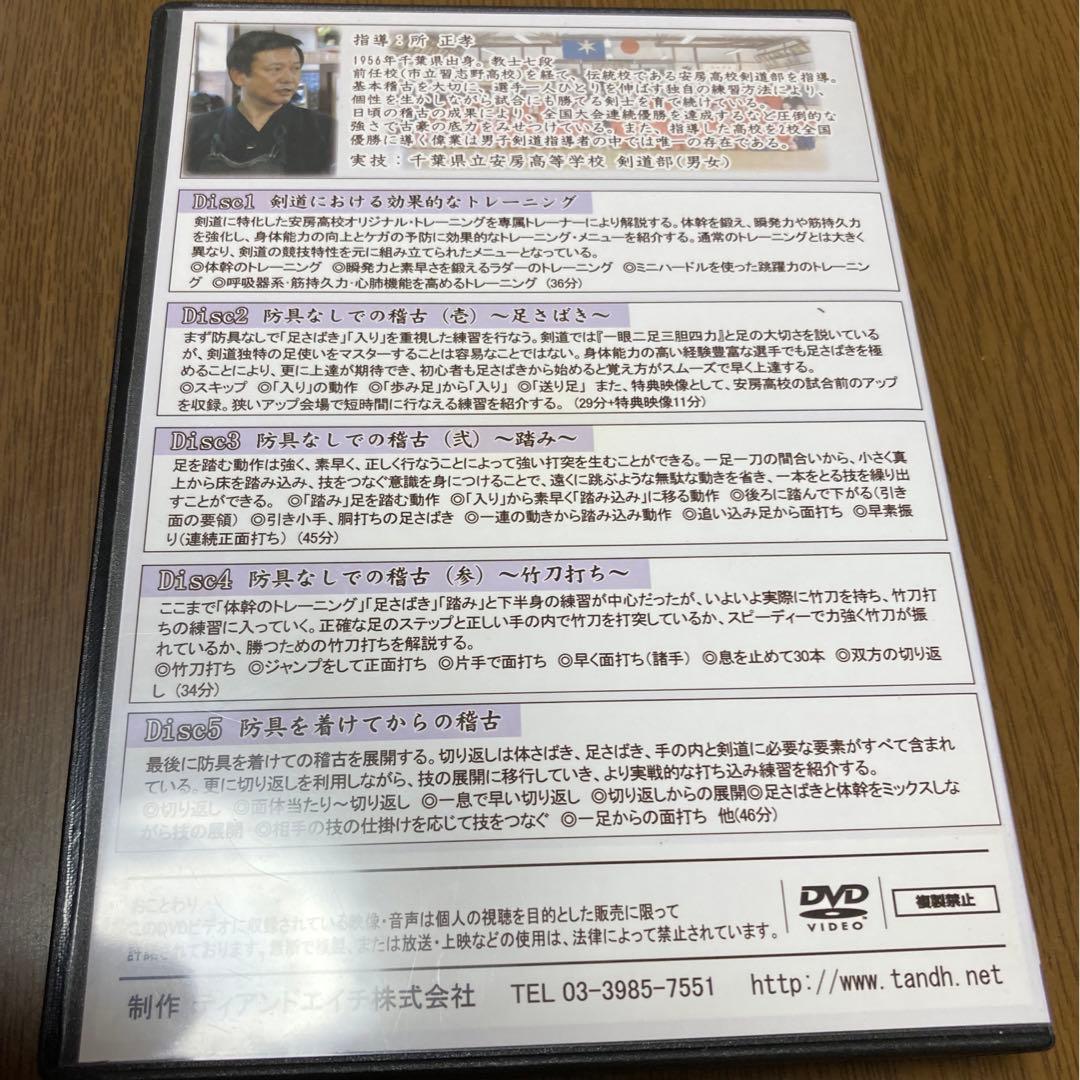 指導：所 正孝
1956年千葉県出身。教士七段
前任校(市立習志野高校)を経て、伝統校である安房高校剣道部を指導。
基本稽古を大切に、選手一人ひとりを伸ばす独自の練習方法により、
個性を生かしながら試合にも勝てる剣士を育て続けている。
日頃の稽古の成果により、全国大会連続優勝を達成するなど圧倒的な
強さで古豪の底力をみせつけている。また、指導した高校を2校全国
優勝に導く偉業は男子剣道指導者の中では唯一の存在である。
実技：千葉県立安房高等学校 剣道部(男女)
Disc1 剣道における効果的なトレーニング
剣道に特化した安房高校オリジナル・トレーニングを専属トレーナーにより解説する。体幹を鍛え、瞬発力や筋持久力
を強化し、身体能力の向上とケガの予防に効果的なトレーニング・メニューを紹介する。通常のトレーニングとは大きく
異なり、剣道の競技特性を元に組み立てられたメニューとなっている。
◎体幹のトレーニング ◎瞬発力と素早さを鍛えるラダーのトレーニング ◎ミニハードルを使った跳躍力のトレーニン
グ ◎呼吸器系・筋持久力・心肺機能を高めるトレーニング (36分)
Disc2 防具なしでの稽古（壱）～足さばき～
まず防具なしで「足さばき」「入り」を重視した練習を行なう。剣道では『一眼二足三胆四力』と足の大切さを説いている
が、剣道独特の足使いをマスターすることは容易なことではない。身体能力の高い経験豊富な選手でも足さばきを極
めることにより、更に上達が期待でき、初心者も足さばきから始めると覚え方がスムーズで早く上達する。
◎スキップ ◎「入り」の動作 ◎「歩み足」から「入り」 ◎「送り足」 また、特典映像として、安房高校の試合前のアップ
を収録。狭いアップ会場で短時間に行なえる練習を紹介する。 (29分+特典映像11分)
Disc3 防具なしでの稽古（弐）～踏み～
足を踏む動作は強く、素早く、正しく行なうことによって強い打突を生むことができる。一足一刀の間合いから、小さく真
上から床を踏み込み、技をつなぐ意識を身につけることで、遠くに跳ぶような無駄な動きを省き、一本をとる技を繰り出
すことができる。 ◎「踏み」足を踏む動作 ◎「入り」から素早く「踏み込み」に移る動作 ◎後ろに踏んで下がる(引き
面の要領) ◎引き小手、胴打ちの足さばき ◎一連の動きから踏み込み動作 ◎追い込み足から面打ち ◎早素振
り(連続正面打ち) (45分)
Disc4 防具なしでの稽古（参）～竹刀打ち～
ここまで「体幹のトレーニング」「足さばき」「踏み」と下半身の練習が中心だったが、いよいよ実際に竹刀を持ち、竹刀打
ちの練習に入っていく。正確な足のステップと正しい手の内で竹刀を打突しているか、スピーディーで力強く竹刀が振
れているか、勝つための竹刀打ちを解説する。
◎竹刀打ち ◎ジャンプをして正面打ち ◎片手で面打ち ◎早く面打ち(諸手) ◎息を止めて30本 ◎双方の切り返
し (34分)
Disc5 防具を着けてからの稽古
最後に防具を着けての稽古を展開する。切り返しは体さばき、足さばき、手の内と剣道に必要な要素がすべて含まれ
ている。更に切り返しを利用しながら、技の展開に移行していき、より実戦的な打ち込み練習を紹介する。
◎切り返し ◎面体当たり～切り返し ◎一息で早い切り返し ◎切り返しからの展開◎足さばきと体幹をミックスしな
がら技の展開 ◎相手の技の仕掛けを応じて技をつなぐ ◎一足からの面打ち 他(46分)
おことわり
このDVDビデオに収録されている映像・音声は個人の視聴を目的とした販売に限って
許諾されております。無断で複製、または放送・上映などの使用は、法律によって禁止されています。
DVD
VIDEO
複製禁止
制作 ティアンドエイチ株式会社 TEL 03-3985-7551 http://www.tandh.net